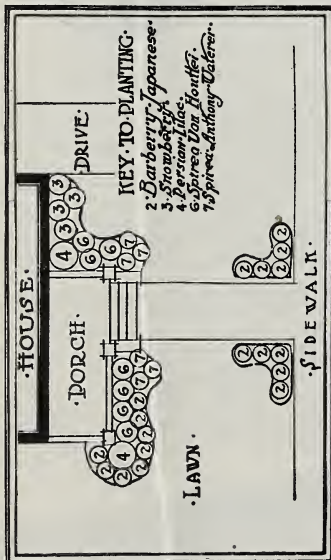 ·HOUSE·
·PORCH·
·DRIVE·
KEY·TO·PLANTING·
2·Barberry·Japanese·
3·Snowberry·
4·Persian·Lilac·
6·Spirea Van Houttei·
7·Spirea·Anthony·Waterer·
·LAWN·
·SIDEWALK·